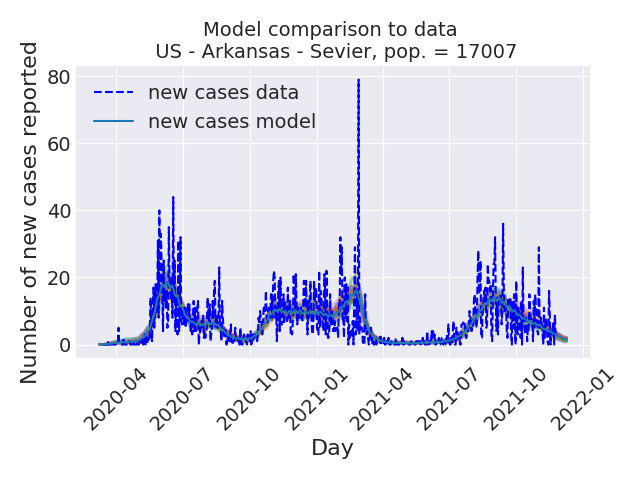 Model comparison to data
US - Arkansas - Sevier, pop. = 17007
Number of new cases reported
80
60
40
20
0
new cases data
new cases model
2020-04
2020-07
2020-10
2021-01
2021-04
2021-07
2021-10
2022-01
Day